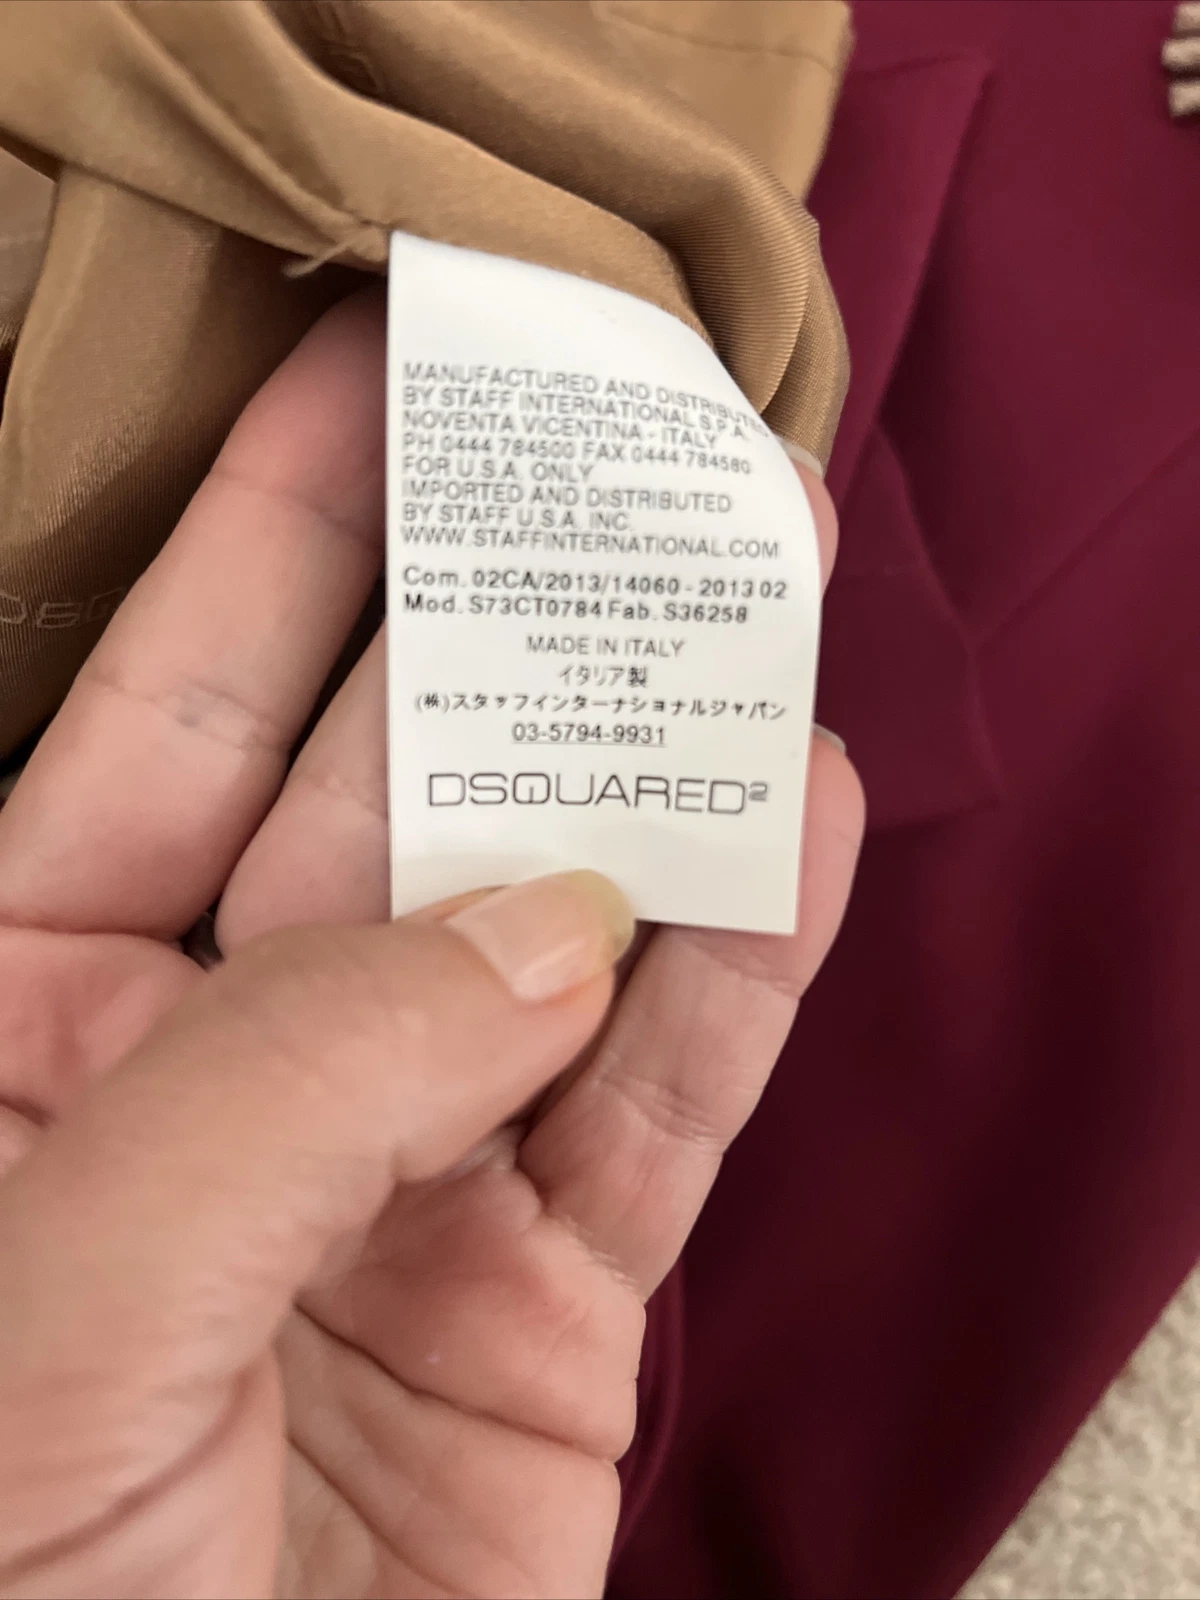 MANUFACTURED AND DISTRIBUTED
BY STAFF INTERNATIONAL S.P.A.
NOVENTA VICENTINA - ITALY
PH 0444 784500 FAX 0444 784580
FOR U.S.A. ONLY
IMPORTED AND DISTRIBUTED
BY STAFF U.S.A. INC.
WWW.STAFFINTERNATIONAL.COM
Com. 02CA/2013/14060 - 2013 02
Mod. S73CT0784 Fab. S36258
MADE IN ITALY
イタリア製
(株)スタッフインターナショナルジャパン
03-5794-9931
DSQUARED2